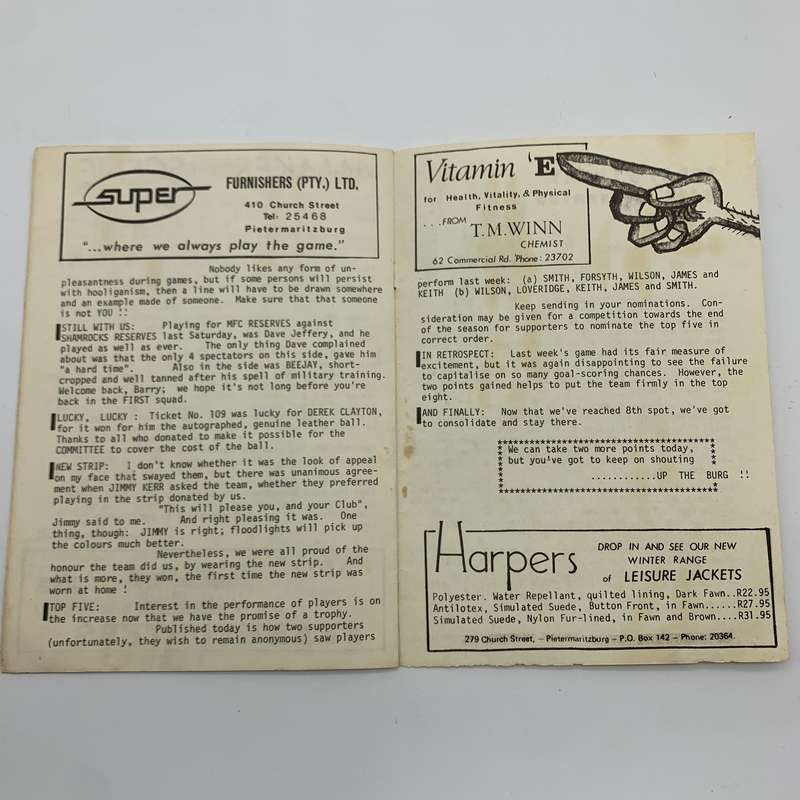 SUPER
FURNISHERS (PTY.) LTD.
410 Church Street
Tel: 25468
Pietermaritzburg
"...where we always play the game."
Nobody likes any form of un-
pleasantness during games, but if some persons will persist
with hooliganism, then a line will have to be drawn somewhere
and an example made of someone. Make sure that that someone
is not YOU !!
STILL WITH US: Playing for MFC RESERVES against
SHAMROCKS RESERVES last Saturday, was Dave Jeffery, and he
played as well as ever. The only thing Dave complained
about was that the only 4 spectators on this side, gave him
"a hard time". Also in the side was BEEJAY, short-
cropped and well tanned after his spell of military training.
Welcome back, Barry; we hope it's not long before you're
back in the FIRST squad.
LUCKY, LUCKY : Ticket No. 109 was lucky for DEREK CLAYTON,
for it won for him the autographed, genuine leather ball.
Thanks to all who donated to make it possible for the
COMMITTEE to cover the cost of the ball.
NEW STRIP: I don't know whether it was the look of appeal
on my face that swayed them, but there was unanimous agree-
ment when JIMMY KERR asked the team, whether they preferred
playing in the strip donated by us.
"This will please you, and your Club",
Jimmy said to me. And right pleasing it was. One
thing, though: JIMMY is right; floodlights will pick up
the colours much better.
Nevertheless, we were all proud of the
honour the team did us, by wearing the new strip. And
what is more, they won, the first time the new strip was
worn at home !
TOP FIVE: Interest in the performance of players is on
the increase now that we have the promise of a trophy.
Published today is how two supporters
(unfortunately, they wish to remain anonymous) saw players
Vitamin 'E'
for Health, Vitality, & Physical
Fitness
...FROM T.M. WINN
CHEMIST
62 Commercial Rd. 'Phone: 23702
perform last week: (a) SMITH, FORSYTH, WILSON, JAMES and
KEITH (b) WILSON, LOVERIDGE, KEITH, JAMES and SMITH.
Keep sending in your nominations. Con-
sideration may be given for a competition towards the end
of the season for supporters to nominate the top five in
correct order.
IN RETROSPECT: Last week's game had its fair measure of
excitement, but it was again disappointing to see the failure
to capitalise on so many goal-scoring chances. However, the
two points gained helps to put the team firmly in the top
eight.
AND FINALLY: Now that we've reached 8th spot, we've got
to consolidate and stay there.
We can take two more points today,
but you've got to keep on shouting
............UP THE BURG !!
Harpers
DROP IN AND SEE OUR NEW
WINTER RANGE
of LEISURE JACKETS
Polyester. Water Repellant, quilted lining, Dark Fawn..R22.95
Antilotex, Simulated Suede, Button Front, in Fawn......R27.95
Simulated Suede, Nylon Fur-lined, in Fawn and Brown....R31.95
279 Church Street, – Pietermaritzburg – P.O. Box 142 – Phone: 20364.